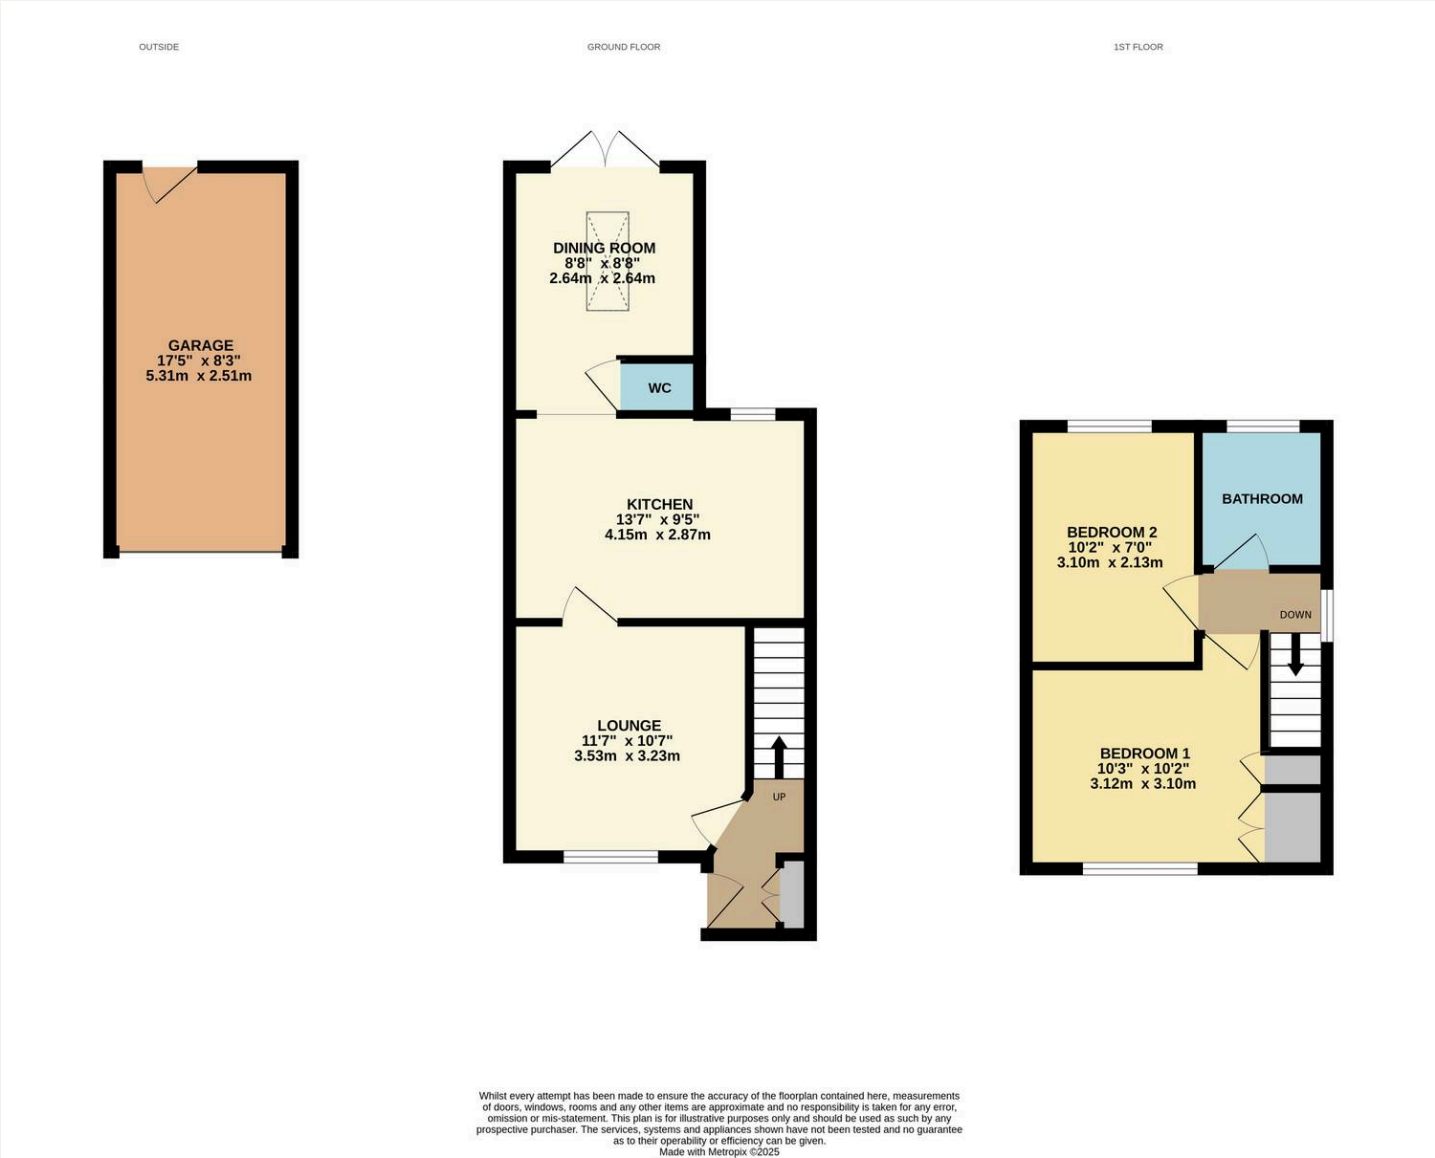 OUTSIDE
GROUND FLOOR
1ST FLOOR
GARAGE
17'5" x 8'3"
5.31m x 2.51m
DINING ROOM
8'8" x 8'8"
2.64m x 2.64m
WC
KITCHEN
13'7" x 9'5"
4.15m x 2.87m
LOUNGE
11'7" x 10'7"
3.53m x 3.23m
UP
BATHROOM
BEDROOM 2
10'2" x 7'0"
3.10m x 2.13m
DOWN
BEDROOM 1
10'3" x 10'2"
3.12m x 3.10m
Whilst every attempt has been made to ensure the accuracy of the floorplan contained here, measurements
of doors, windows, rooms and any other items are approximate and no responsibility is taken for any error,
omission or mis-statement. This plan is for illustrative purposes only and should be used as such by any
prospective purchaser. The services, systems and appliances shown have not been tested and no guarantee
as to their operability or efficiency can be given.
Made with Metropix ©2025